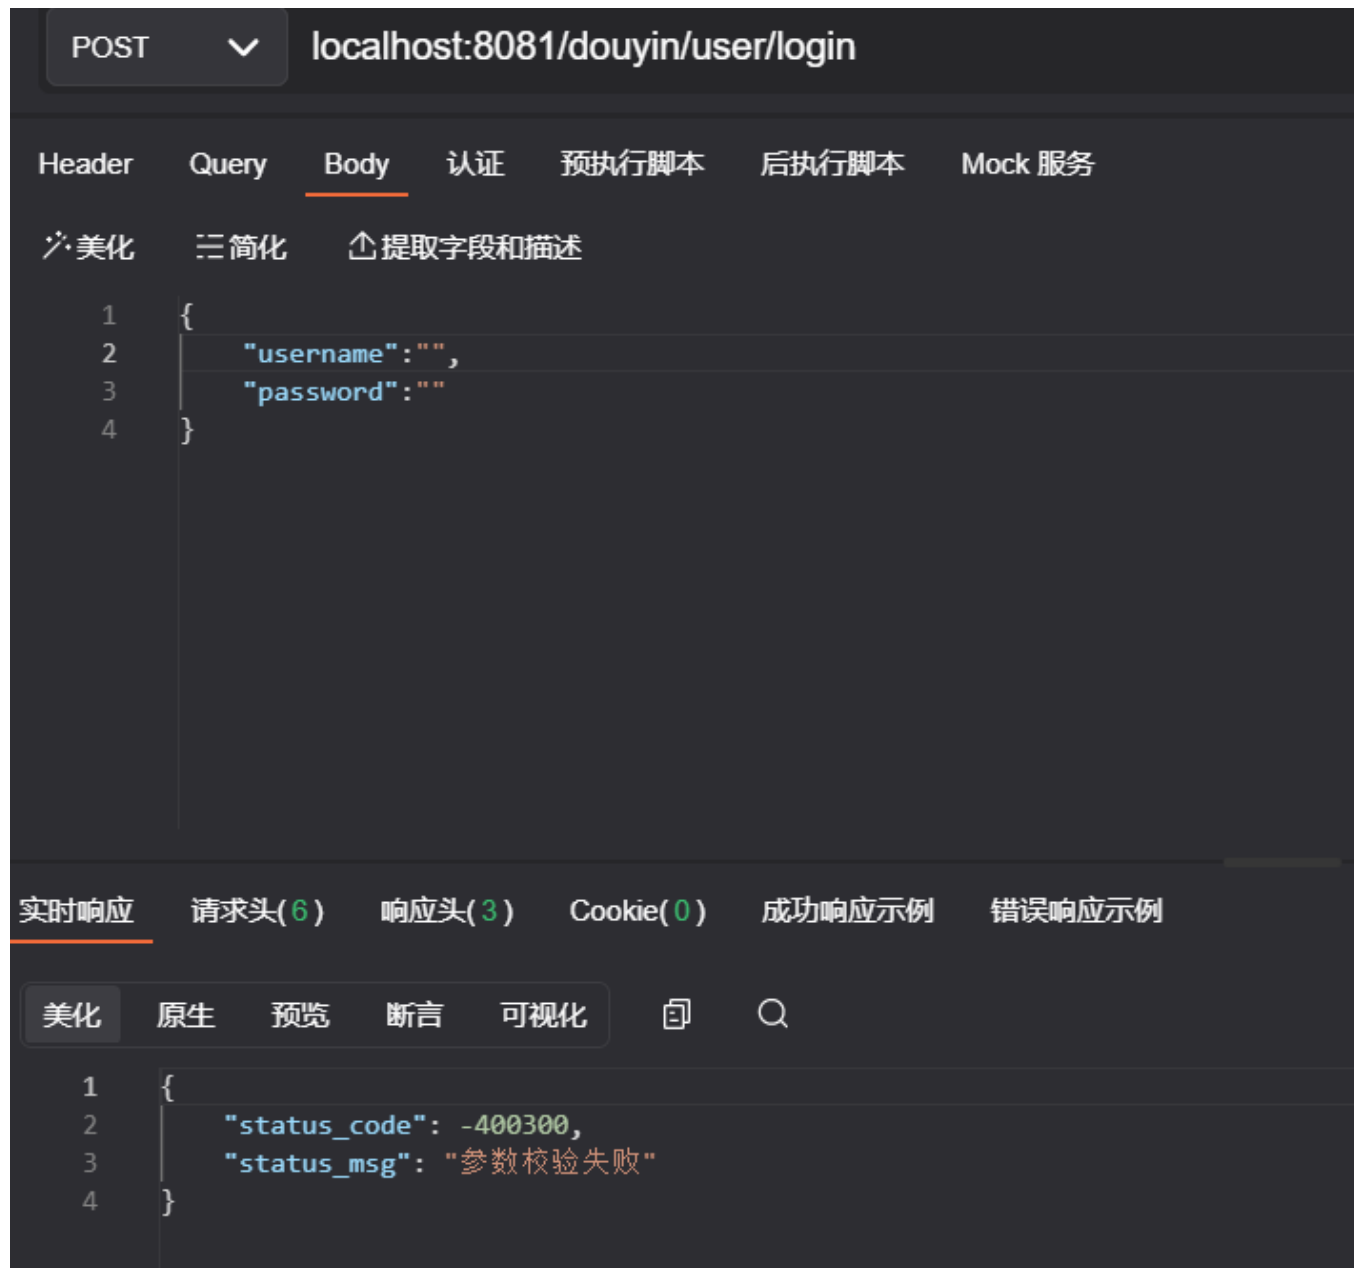 POST localhost:8081/douyin/user/login
Header Query Body 认证 预执行脚本 后执行脚本 Mock 服务
美化 简化 提取字段和描述
1 {
2 "username":"",
3 "password":""
4 }
实时响应 请求头(6) 响应头(3) Cookie(0) 成功响应示例 错误响应示例
美化 原生 预览 断言 可视化
1 {
2 "status_code": -400300,
3 "status_msg": "参数校验失败"
4 }